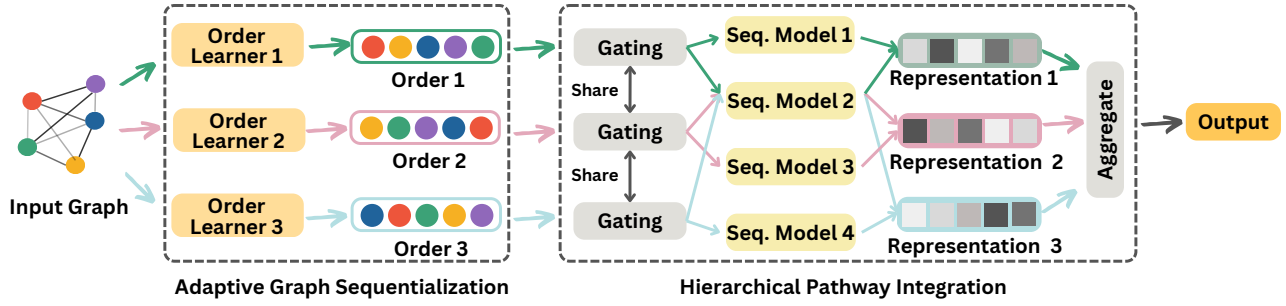 Input Graph
Order
Learner 1
Order 1
Order
Learner 2
Order 2
Order
Learner 3
Order 3
Adaptive Graph Sequentialization
Gating
Share
Gating
Share
Gating
Seq. Model 1
Seq. Model 2
Seq. Model 3
Seq. Model 4
Representation 1
Representation 2
Representation 3
Aggregate
Hierarchical Pathway Integration
Output